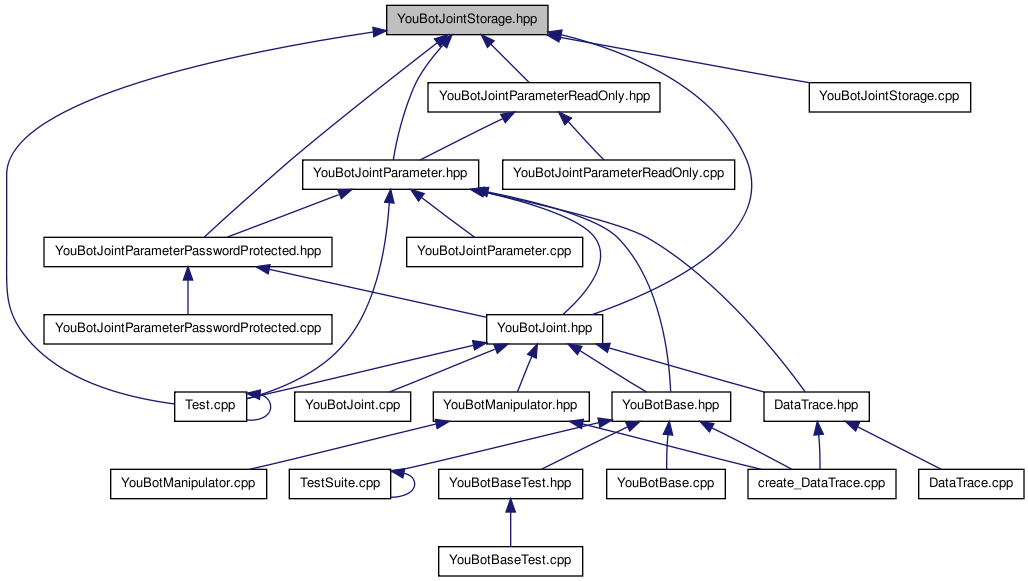 YouBotJointStorage.hpp
YouBotJointParameterReadOnly.hpp
YouBotJointStorage.cpp
YouBotJointParameter.hpp
YouBotJointParameterReadOnly.cpp
YouBotJointParameterPasswordProtected.hpp
YouBotJointParameter.cpp
YouBotJointParameterPasswordProtected.cpp
YouBotJoint.hpp
Test.cpp
YouBotJoint.cpp
YouBotManipulator.hpp
YouBotBase.hpp
DataTrace.hpp
YouBotManipulator.cpp
TestSuite.cpp
YouBotBaseTest.hpp
YouBotBase.cpp
create_DataTrace.cpp
DataTrace.cpp
YouBotBaseTest.cpp